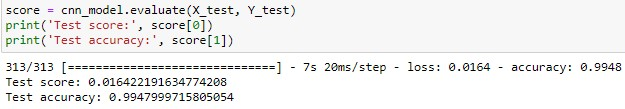 score = cnn_model.evaluate(X_test, Y_test)
print('Test score:', score[0])
print('Test accuracy:', score[1])
313/313 [==============================] - 7s 20ms/step - loss: 0.0164 - accuracy: 0.9948
Test score: 0.016422191634774208
Test accuracy: 0.9947999715805054